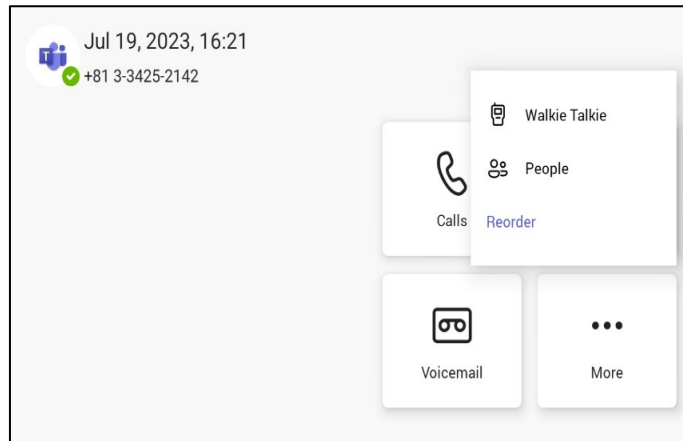 Jul 19, 2023, 16:21
+81 3-3425-2142
Walkie Talkie
People
Calls
Reorder
Voicemail
More